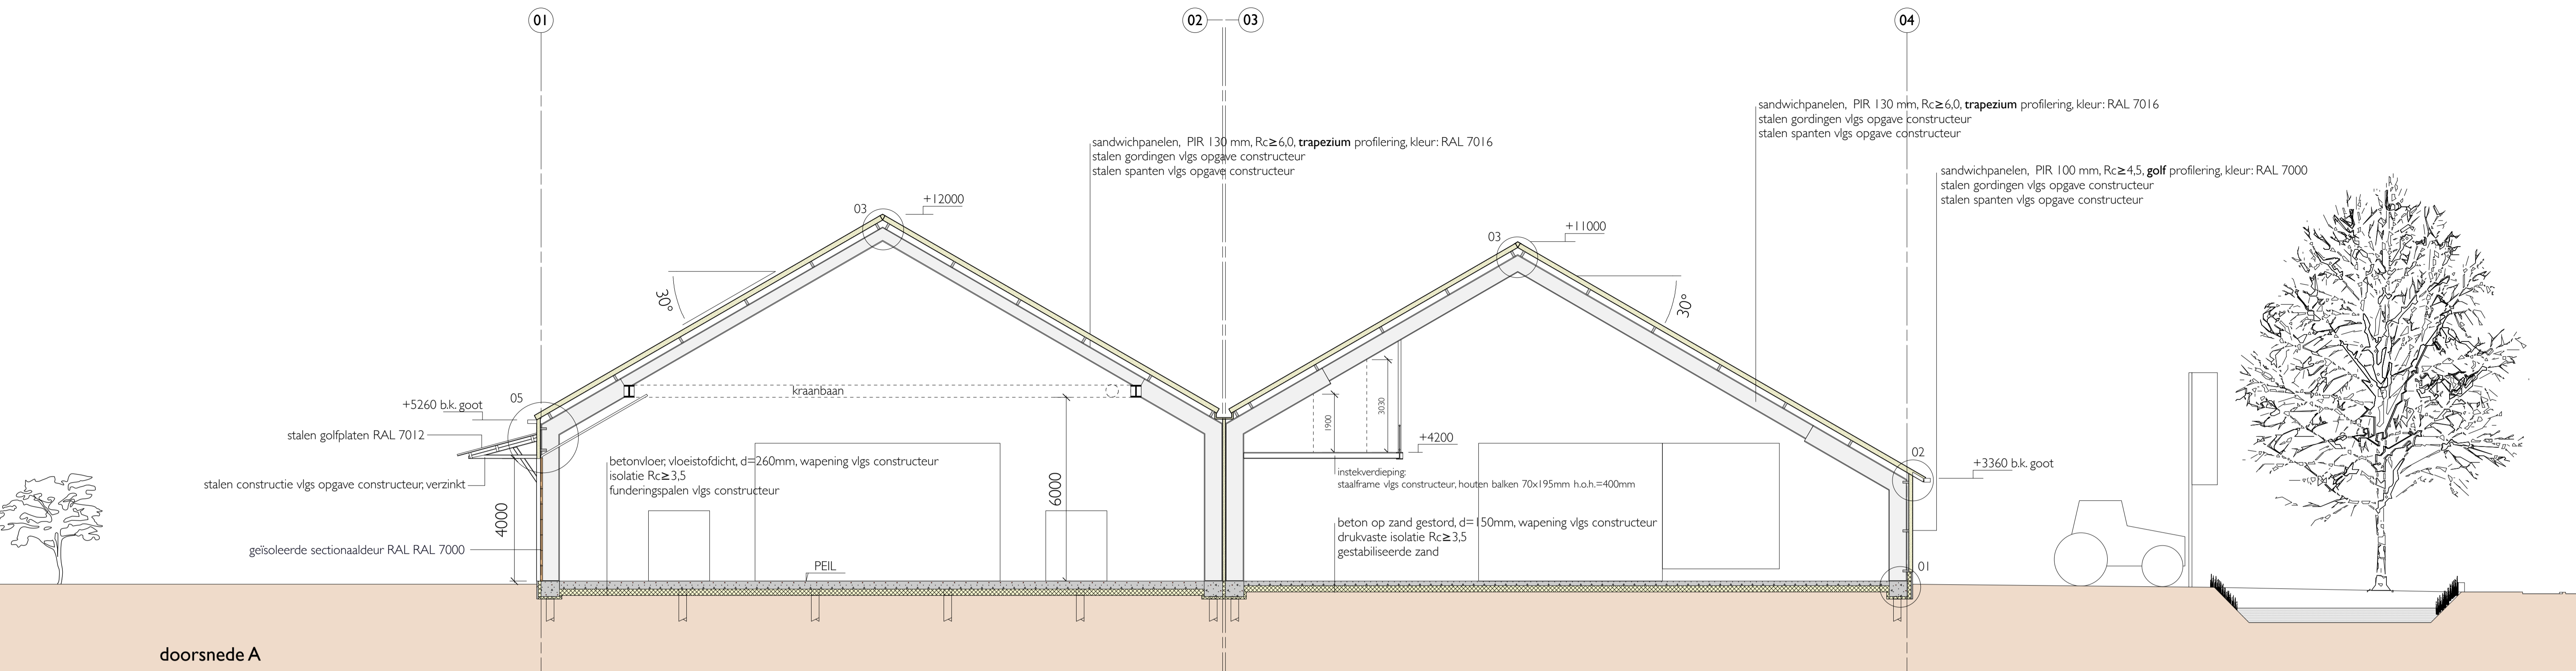 01
02
03
04
sandwichpanelen, PIR 130 mm, Rc≥6,0, trapezium profilering, kleur: RAL 7016
stalen gordingen vlgs opgave constructeur
stalen spanten vlgs opgave constructeur
sandwichpanelen, PIR 130 mm, Rc≥6,0, trapezium profilering, kleur: RAL 7016
stalen gordingen vlgs opgave constructeur
stalen spanten vlgs opgave constructeur
sandwichpanelen, PIR 100 mm, Rc≥4,5, golf profilering, kleur: RAL 7000
stalen gordingen vlgs opgave constructeur
stalen spanten vlgs opgave constructeur
03
+12000
03
+11000
30°
30°
kraanbaan
05
+5260 b.k. goot
stalen golfplaten RAL 7012
stalen constructie vlgs opgave constructeur, verzinkt
4000
geïsoleerde sectionaaldeur RAL RAL 7000
betonvloer, vloeistofdicht, d=260mm, wapening vlgs constructeur
isolatie Rc≥3,5
funderingspalen vlgs constructeur
6000
PEIL
1900
3030
+4200
instekverdieping:
staalframe vlgs constructeur, houten balken 70x195mm h.o.h.=400mm
beton op zand gestord, d=150mm, wapening vlgs constructeur
drukvaste isolatie Rc≥3,5
gestabiliseerde zand
02
+3360 b.k. goot
01
doorsnede A